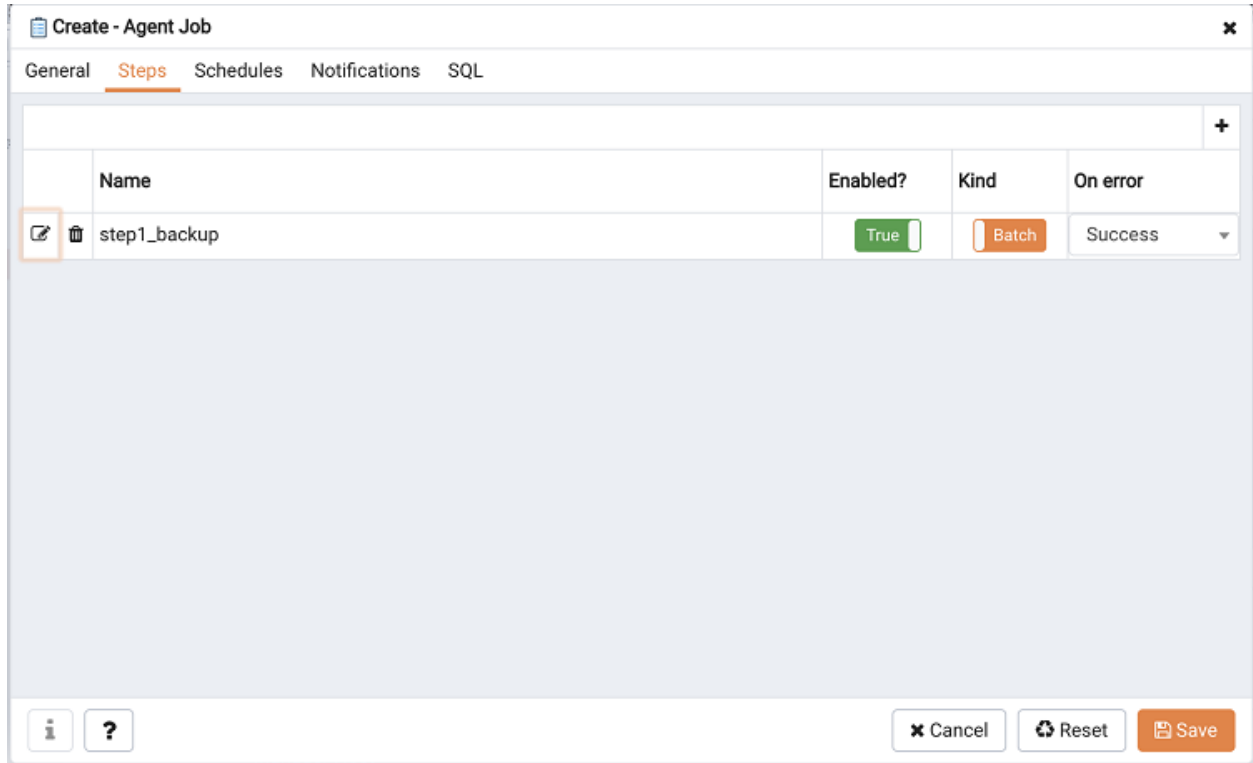 Create - Agent Job
General Steps Schedules Notifications SQL
Name Enabled? Kind On error
step1_backup True Batch Success
i ? Cancel Reset Save